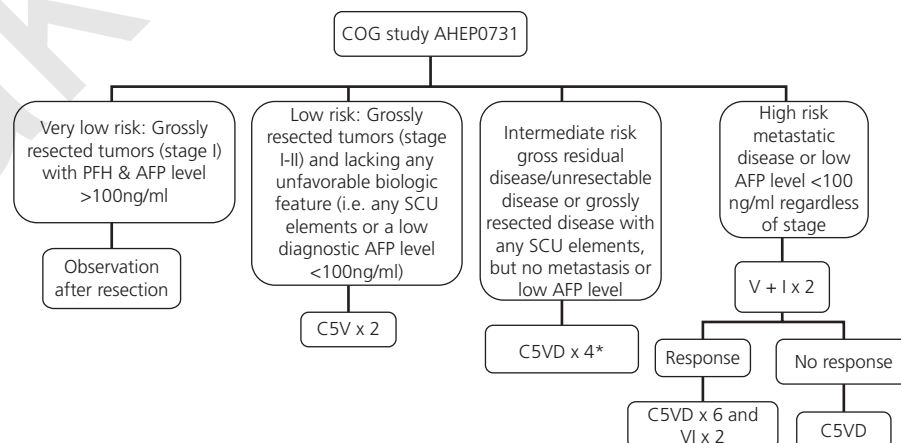 COG study AHEP0731
Very low risk: Grossly
resected tumors (stage I)
with PFH & AFP level
>100ng/ml
Observation
after resection
Low risk: Grossly
resected tumors (stage
I-II) and lacking any
unfavorable biologic
feature (i.e. any SCU
elements or a low
diagnostic AFP level
<100ng/ml)
C5V x 2
Intermediate risk
gross residual
disease/unresectable
disease or grossly
resected disease with
any SCU elements,
but no metastasis or
low AFP level
C5VD x 4*
High risk
metastatic
disease or low
AFP level <100
ng/ml regardless
of stage
V + I x 2
Response
No response
C5VD x 6 and
VI x 2
C5VD